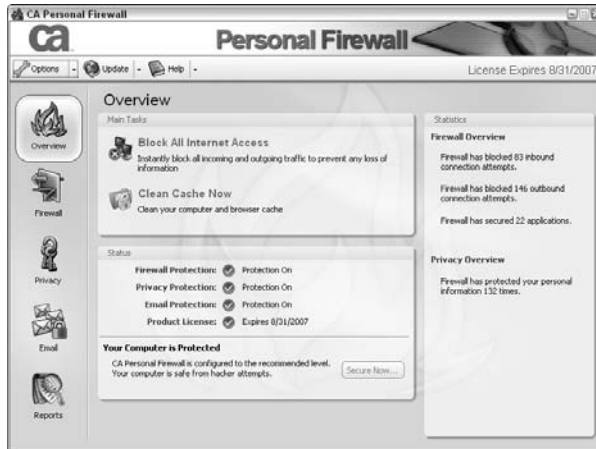 CA Personal Firewall
ca
Personal Firewall
Options
Update
Help
License Expires 8/31/2007
Overview
Firewall
Privacy
Email
Reports
Overview
Main Tasks
Block All Internet Access
Instantly block all incoming and outgoing traffic to prevent any loss of
information
Clean Cache Now
Clean your computer and browser cache
Status
Firewall Protection: Protection On
Privacy Protection: Protection On
Email Protection: Protection On
Product License: Expires 8/31/2007
Your Computer is Protected
CA Personal Firewall is configured to the recommended level.
Your computer is safe from hacker attempts.
Secure Now...
Statistics
Firewall Overview
Firewall has blocked 83 inbound
connection attempts.
Firewall has blocked 146 outbound
connection attempts.
Firewall has secured 22 applications.
Privacy Overview
Firewall has protected your personal
information 132 times.